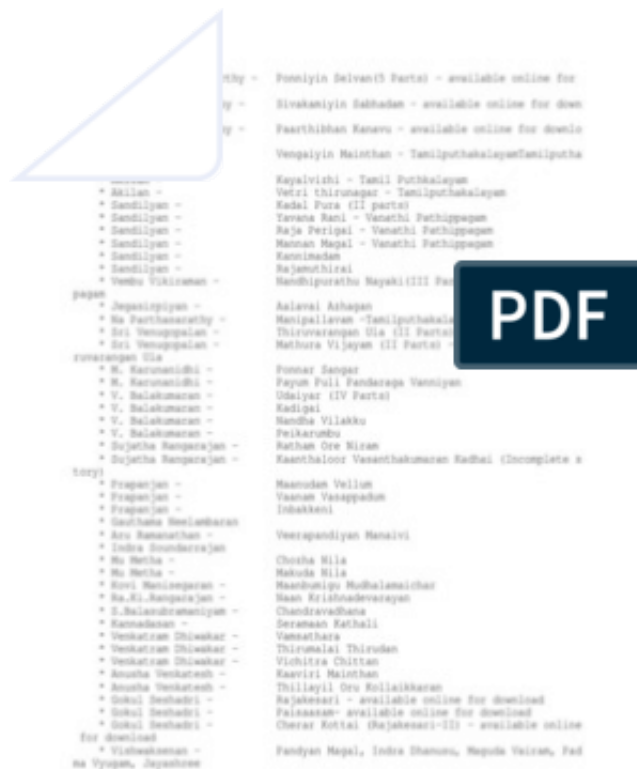 rthy -    Ponniyin Selvan(5 Parts) - available online for
hy -    Sivakamiyin Sabhadam - available online for down
hy -    Paarthibhan Kanavu - available online for downlo
Vengaiyin Mainthan - TamilputhakalayamTamilputha
Kayalvizhi - Tamil Puthkalayam
* Akilan -    Vetri thirunagar - Tamilputhakalayam
* Sandilyan -    Kadal Pura (II parts)
* Sandilyan -    Yavana Rani - Vanathi Pathippagam
* Sandilyan -    Raja Perigai - Vanathi Pathippagam
* Sandilyan -    Mannan Magal - Vanathi Pathippagam
* Sandilyan -    Kannimadam
* Sandilyan -    Rajamuthirai
* Vembu Vikiraman -    Nandhipurathu Nayaki(III Par
pagam
* Jegasirpiyan -    Aalavai Azhagan
* Na Parthasarathy -    Manipallavam -Tamilputhakala
* Sri Venugopalan -    Thiruvarangan Ula (II Parts)
* Sri Venugopalan -    Mathura Vijayam (II Parts) -
ruvarangan Ula
* M. Karunanidhi -    Ponnar Sangar
* M. Karunanidhi -    Payum Puli Pandaraga Vanniyan
* V. Balakumaran -    Udaiyar (IV Parts)
* V. Balakumaran -    Kadigai
* V. Balakumaran -    Nandha Vilakku
* V. Balakumaran -    Peikarumbu
* Sujatha Rangarajan -    Ratham Ore Niram
* Sujatha Rangarajan -    Kaanthaloor Vasanthakumaran Kadhai (Incomplete s
tory)
* Prapanjan -    Maanudam Vellum
* Prapanjan -    Vaanam Vasappadum
* Prapanjan -    Inbakkeni
* Gauthama Neelambaran
* Aru Ramanathan -    Veerapandiyan Manaivi
* Indra Soundarrajan
* Mu Metha -    Chozha Nila
* Mu Metha -    Makuda Nila
* Kovi Manisegaran -    Maanbumigu Mudhalamaichar
* Ra.Ki.Rangarajan -    Naan Krishnadevarayan
* S.Balasubramaniyam -    Chandravadhana
* Kannadasan -    Seramaan Kathali
* Venkatram Dhiwakar -    Vamsathara
* Venkatram Dhiwakar -    Thirumalai Thirudan
* Venkatram Dhiwakar -    Vichitra Chittan
* Anusha Venkatesh -    Kaaviri Mainthan
* Anusha Venkatesh -    Thillayil Oru Kollaikkaran
* Gokul Seshadri -    Rajakesari - available online for download
* Gokul Seshadri -    Paisaasam- available online for download
* Gokul Seshadri -    Cherar Kottai (Rajakesari-II) - available online
for download
* Vishwaksenan -    Pandyan Magal, Indra Dhanusu, Maguda Vairam, Pad
ma Vyugam, Jayashree
PDF